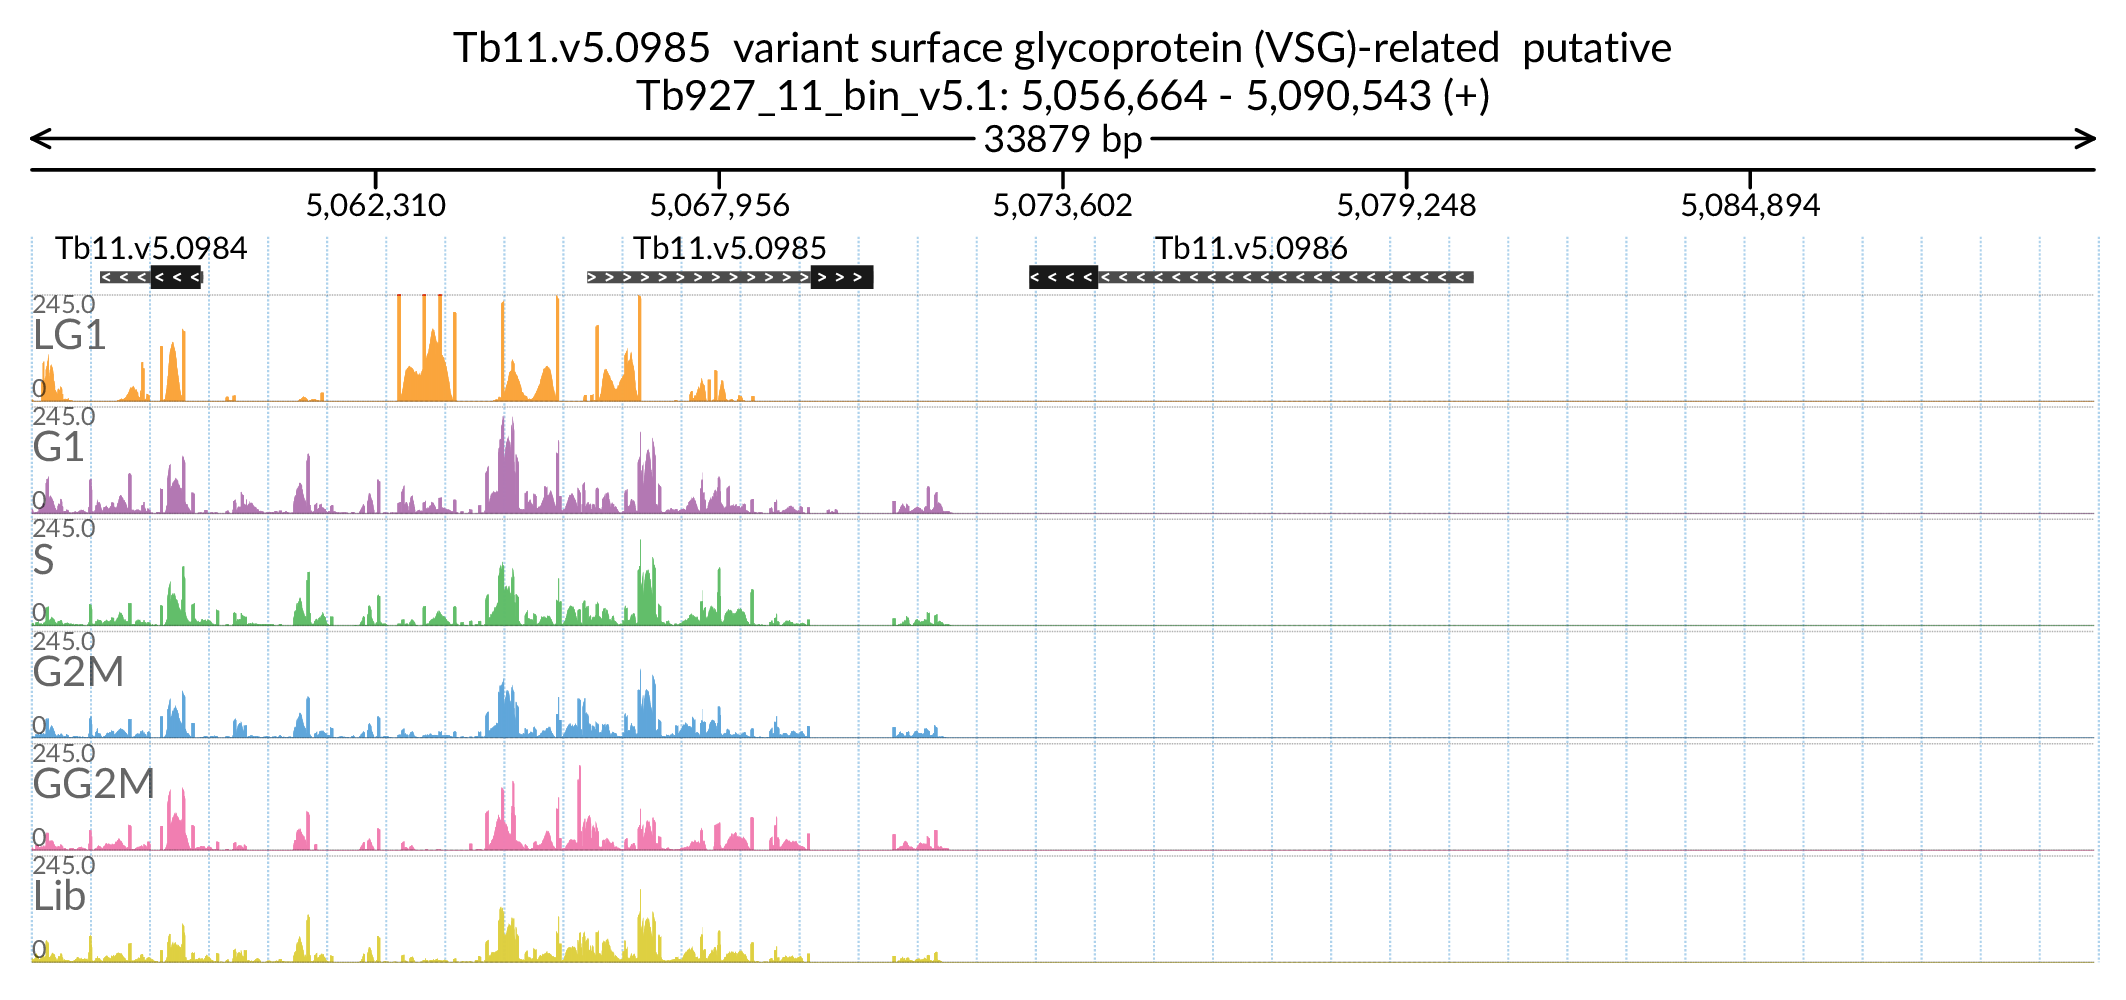 Tb11.v5.0985  variant surface glycoprotein (VSG)-related  putative
Tb927_11_bin_v5.1: 5,056,664 - 5,090,543 (+)
33879 bp
5,062,310 5,067,956 5,073,602 5,079,248 5,084,894
Tb11.v5.0984 Tb11.v5.0985 Tb11.v5.0986
245.0
LG1
0
245.0
G1
0
245.0
S
0
245.0
G2M
0
245.0
GG2M
0
245.0
Lib
0